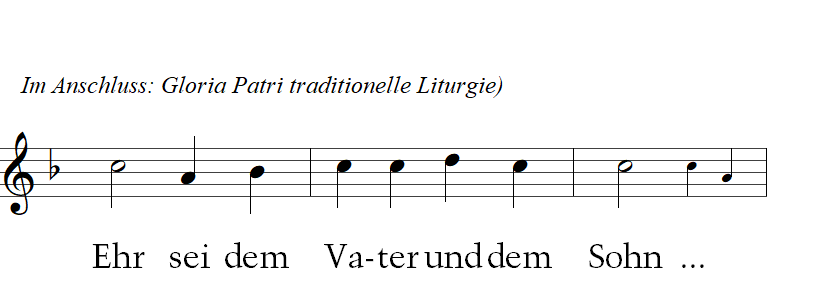 Im Anschluss: Gloria Patri traditionelle Liturgie)
Ehr sei dem Va-ter und dem Sohn ...